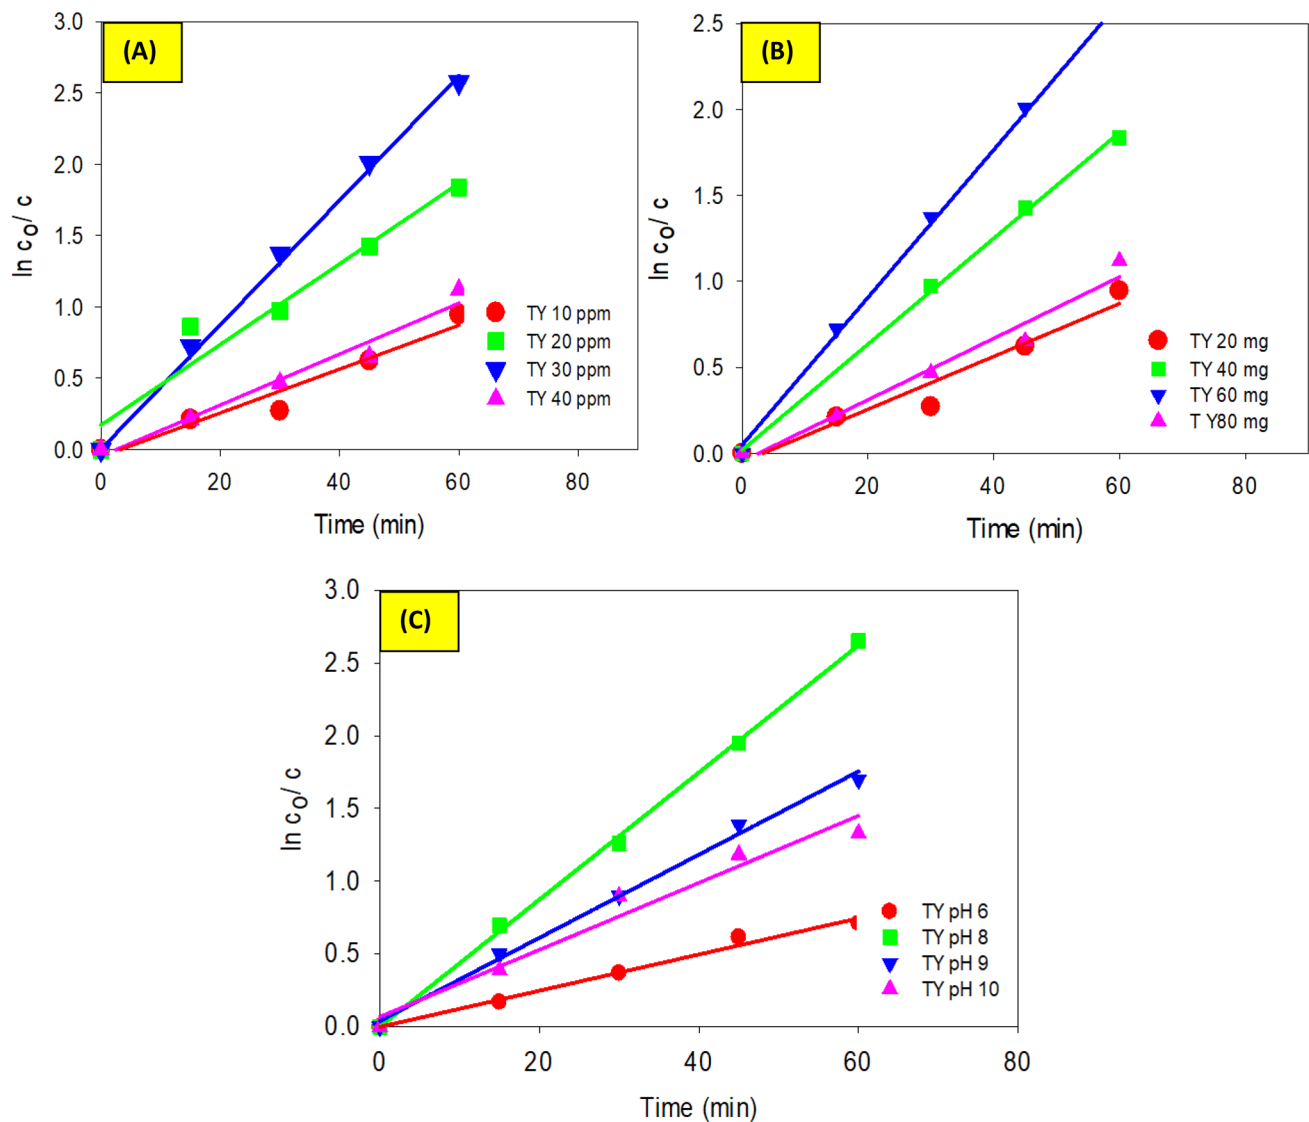 (A)
3.0
2.5
2.0
1.5
1.0
0.5
0.0
ln c0/ c
0 20 40 60 80
Time (min)
TY 10 ppm
TY 20 ppm
TY 30 ppm
TY 40 ppm
(B)
2.5
2.0
1.5
1.0
0.5
0.0
ln c0/ c
0 20 40 60 80
Time (min)
TY 20 mg
TY 40 mg
TY 60 mg
T Y80 mg
(C)
3.0
2.5
2.0
1.5
1.0
0.5
0.0
ln c0/ c
0 20 40 60 80
Time (min)
TY pH 6
TY pH 8
TY pH 9
TY pH 10